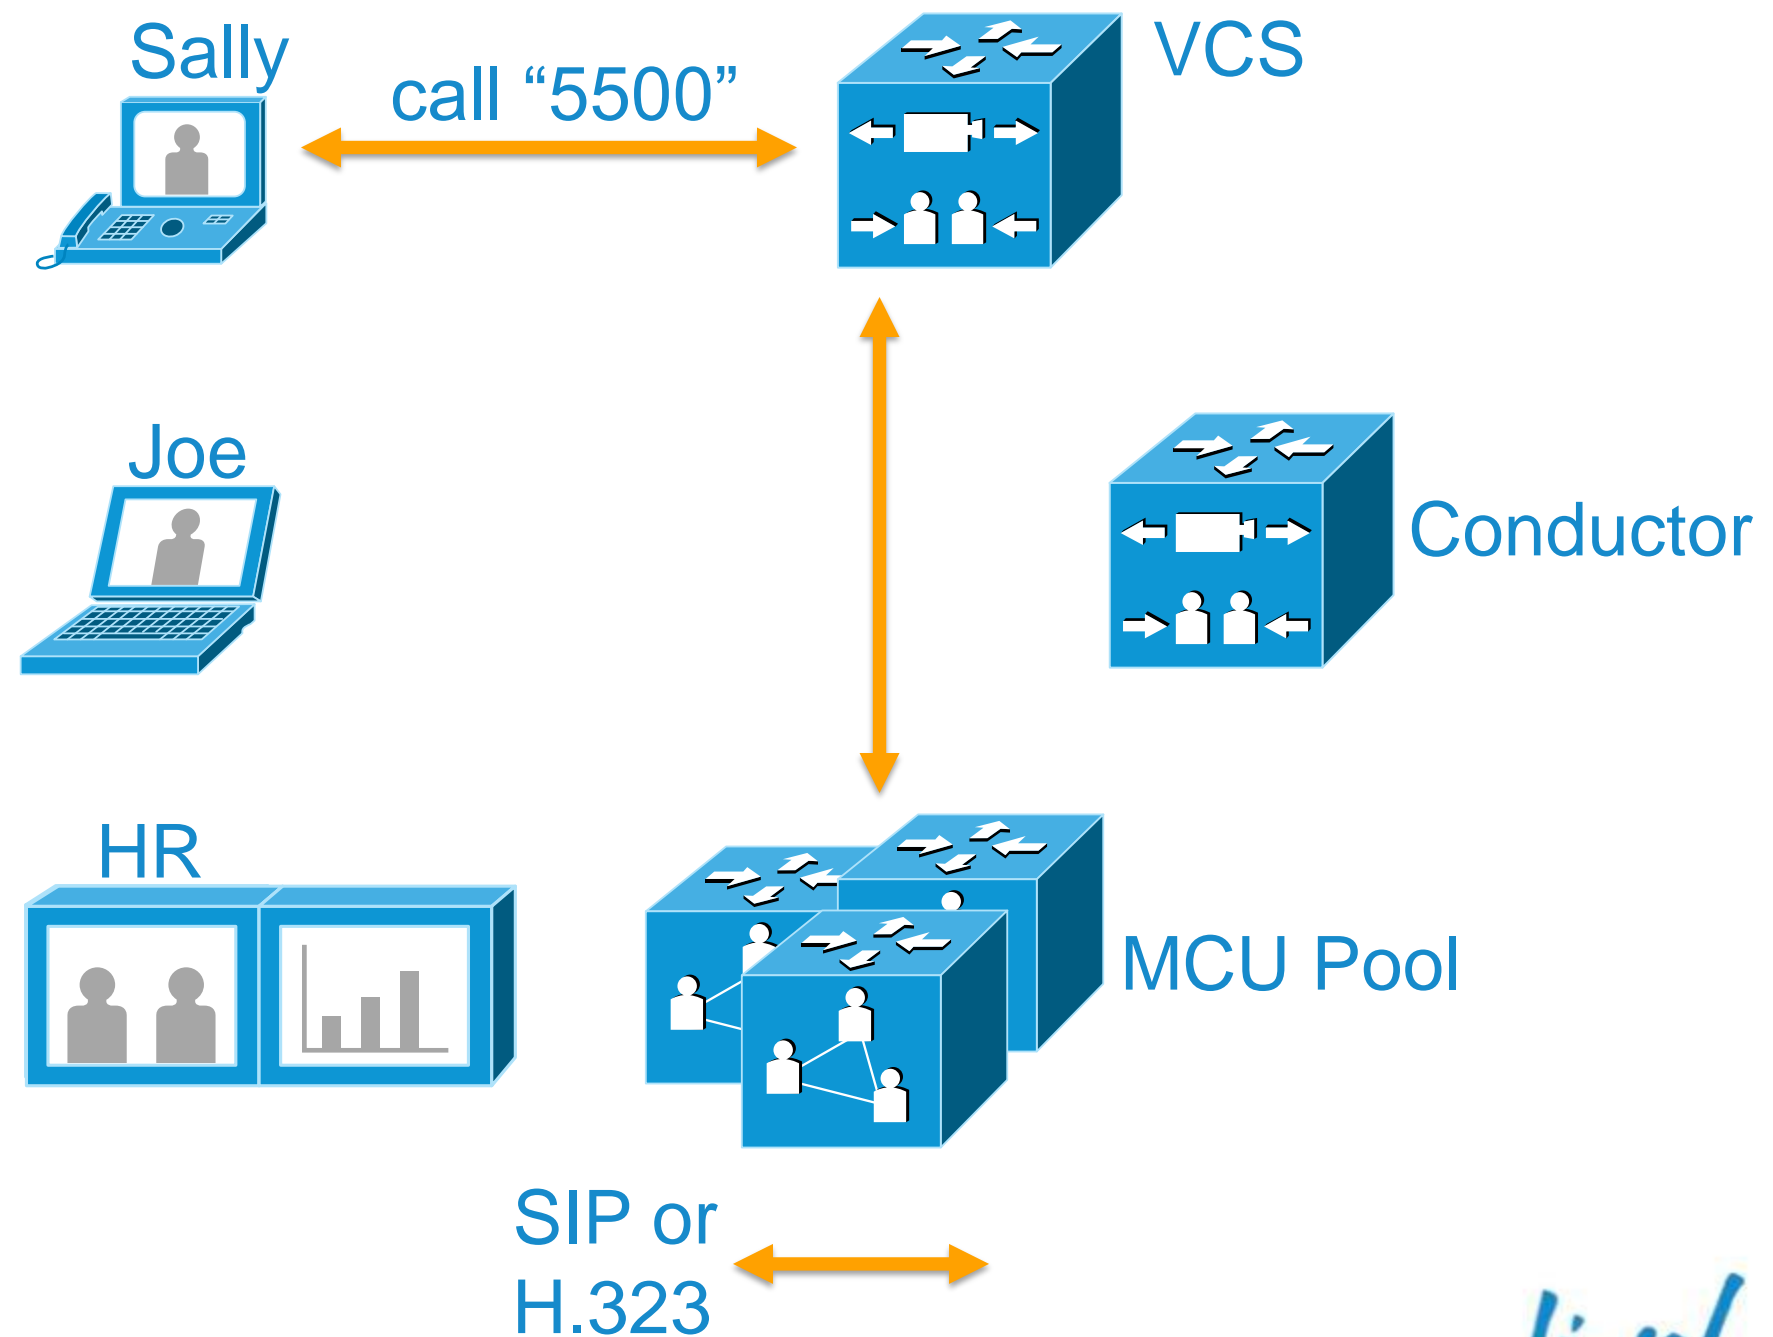 Sally
call “5500”
VCS
Joe
Conductor
HR
MCU Pool
SIP or
H.323